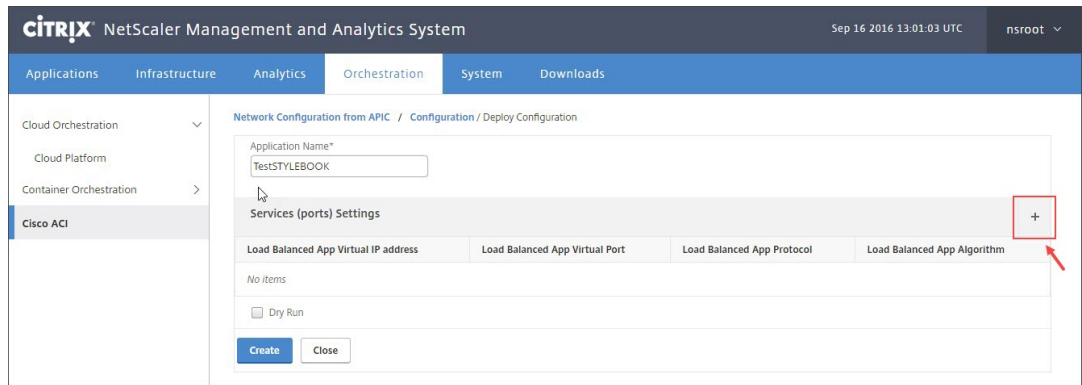 CiTRIX NetScaler Management and Analytics System
Sep 16 2016 13:01:03 UTC
nsroot
Applications Infrastructure Analytics Orchestration System Downloads
Cloud Orchestration
Cloud Platform
Container Orchestration
Cisco ACI
Network Configuration from APIC / Configuration / Deploy Configuration
Application Name*
TestSTYLEBOOK
Services (ports) Settings
+
Load Balanced App Virtual IP address Load Balanced App Virtual Port Load Balanced App Protocol Load Balanced App Algorithm
No items
Dry Run
Create Close